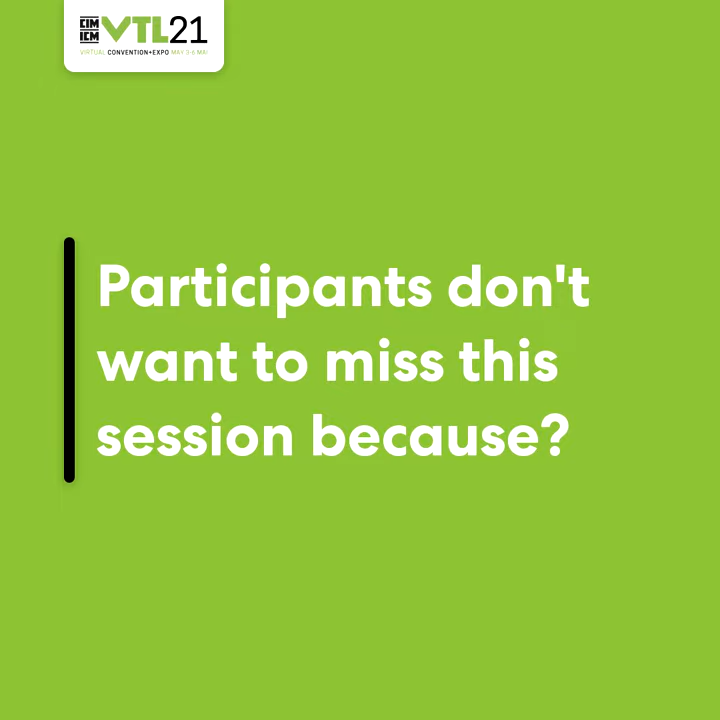 CIM VTL21
ICM
VIRTUAL CONVENTION+EXPO MAY 3-6 MAI
Participants don't
want to miss this
session because?